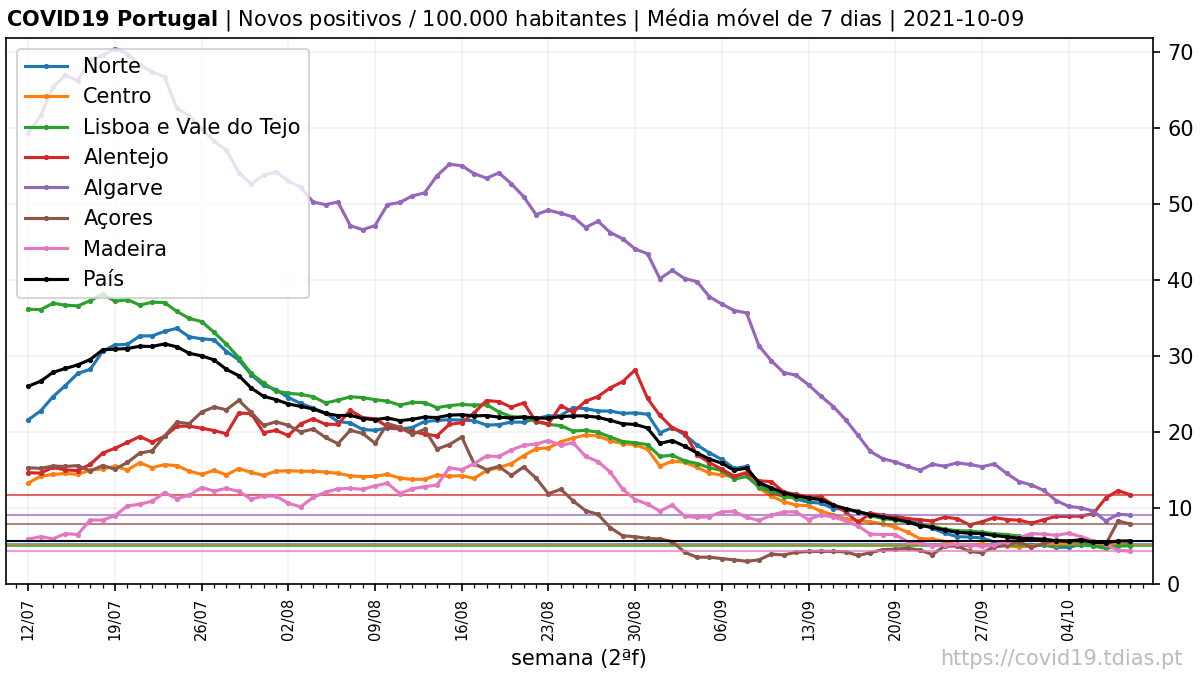 COVID19 Portugal | Novos positivos / 100.000 habitantes | Média móvel de 7 dias | 2021-10-09
Norte
Centro
Lisboa e Vale do Tejo
Alentejo
Algarve
Açores
Madeira
País
70
60
50
40
30
20
10
0
12/07
19/07
26/07
02/08
09/08
16/08
23/08
30/08
06/09
13/09
20/09
27/09
04/10
semana (2ªf)
https://covid19.tdias.pt